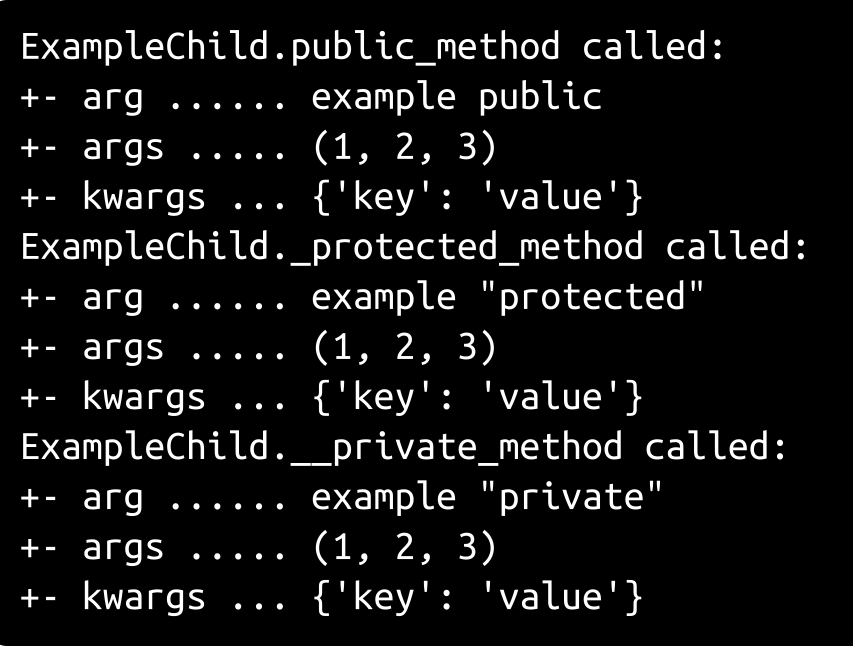 ExampleChild.public_method called:
+- arg ...... example public
+- args ..... (1, 2, 3)
+- kwargs ... {'key': 'value'}
ExampleChild._protected_method called:
+- arg ...... example "protected"
+- args ..... (1, 2, 3)
+- kwargs ... {'key': 'value'}
ExampleChild.__private_method called:
+- arg ...... example "private"
+- args ..... (1, 2, 3)
+- kwargs ... {'key': 'value'}